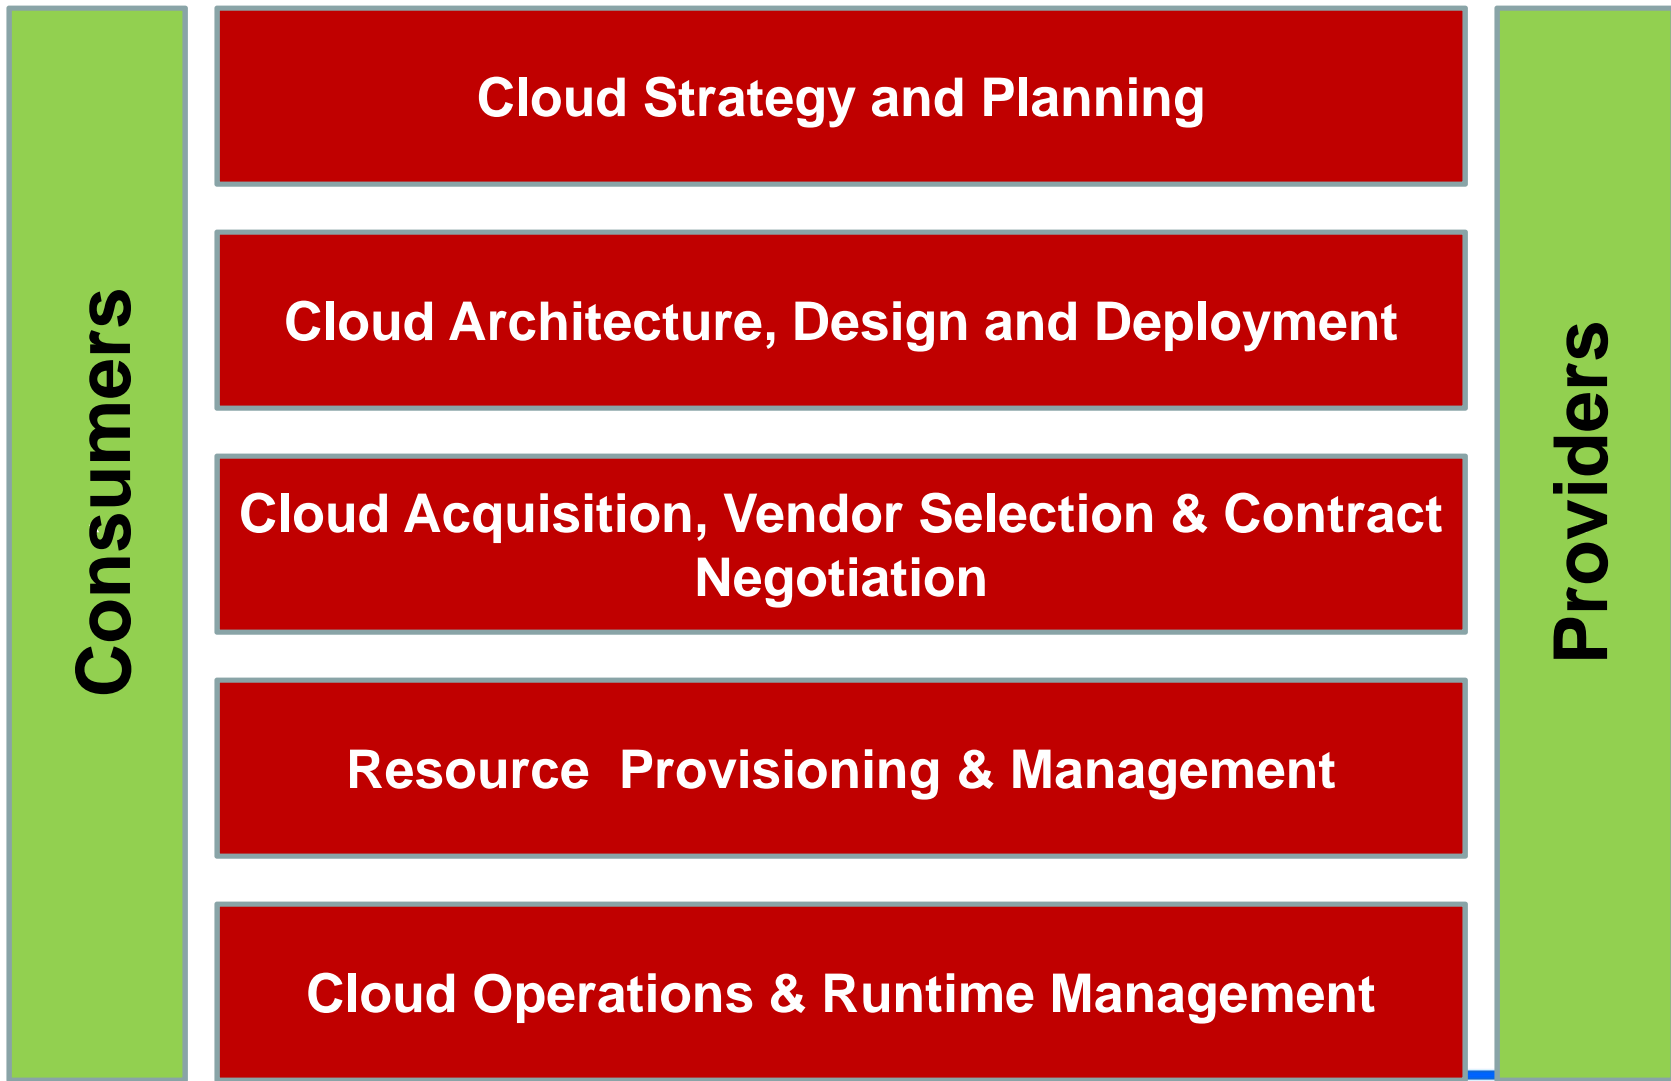 Consumers
Cloud Strategy and Planning
Cloud Architecture, Design and Deployment
Cloud Acquisition, Vendor Selection & Contract
Negotiation
Resource  Provisioning & Management
Cloud Operations & Runtime Management
Providers